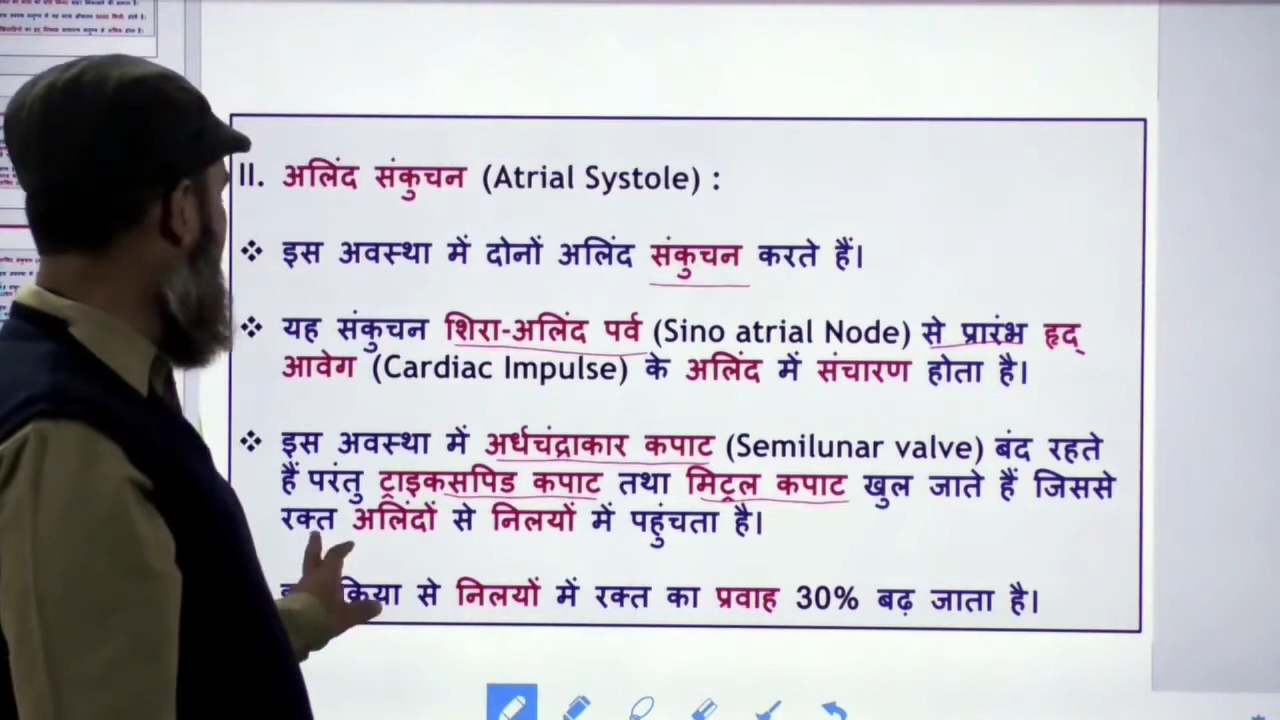 II. अलिंद संकुचन (Atrial Systole) :
❖ इस अवस्था में दोनों अलिंद संकुचन करते हैं।
❖ यह संकुचन शिरा-अलिंद पर्व (Sino atrial Node) से प्रारंभ हृद्
आवेग (Cardiac Impulse) के अलिंद में संचारण होता है।
❖ इस अवस्था में अर्धचंद्राकार कपाट (Semilunar valve) बंद रहते
हैं परंतु ट्राइकसपिड कपाट तथा मिट्रल कपाट खुल जाते हैं जिससे
रक्त अलिंदों से निलयों में पहुंचता है।
से निलयों में रक्त का प्रवाह 30% बढ़ जाता है।